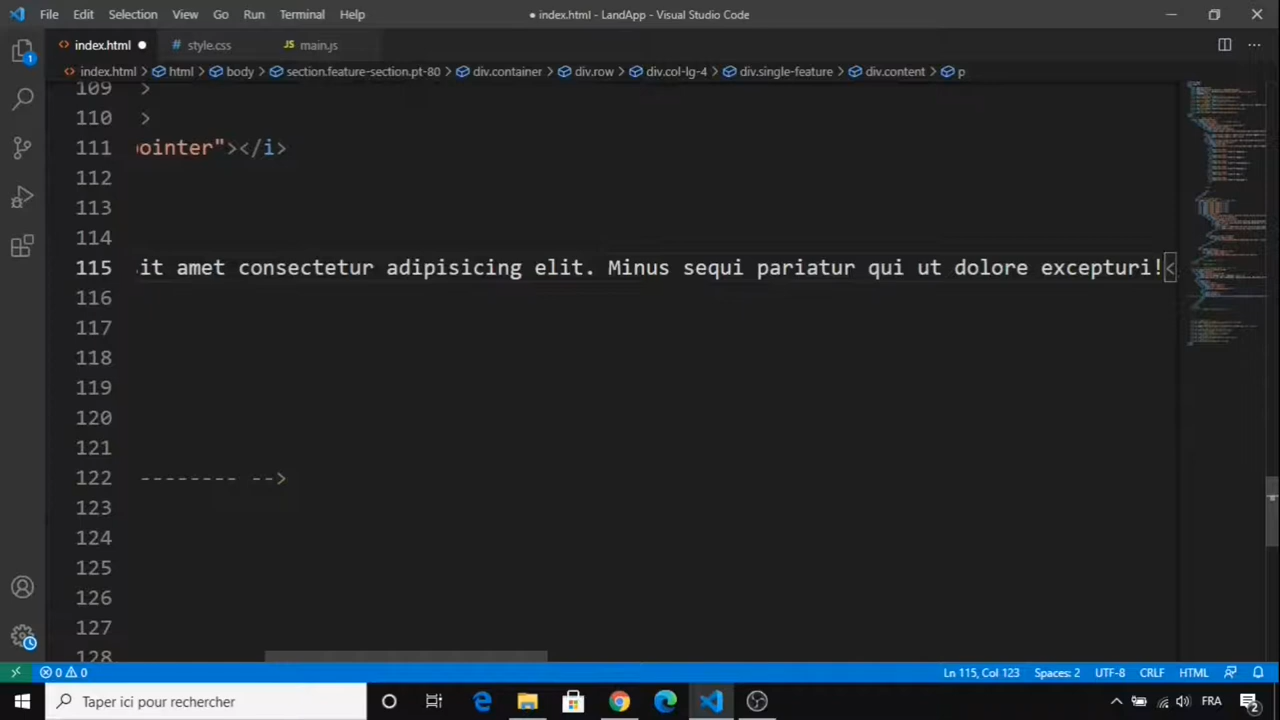 File Edit Selection View Go Run Terminal Help
● index.html - LandApp - Visual Studio Code
index.html ● # style.css JS main.js
index.html > html > body > section.feature-section.pt-80 > div.container > div.row > div.col-lg-4 > div.single-feature > div.content > p
109 >
110 >
111 ointer"></i>
112
113
114
115 it amet consectetur adipisicing elit. Minus sequi pariatur qui ut dolore excepturi!<
116
117
118
119
120
121
122 -------- -->
123
124
125
126
127
128
1
0 0 Ln 115, Col 123 Spaces: 2 UTF-8 CRLF HTML
Taper ici pour rechercher
FRA
2